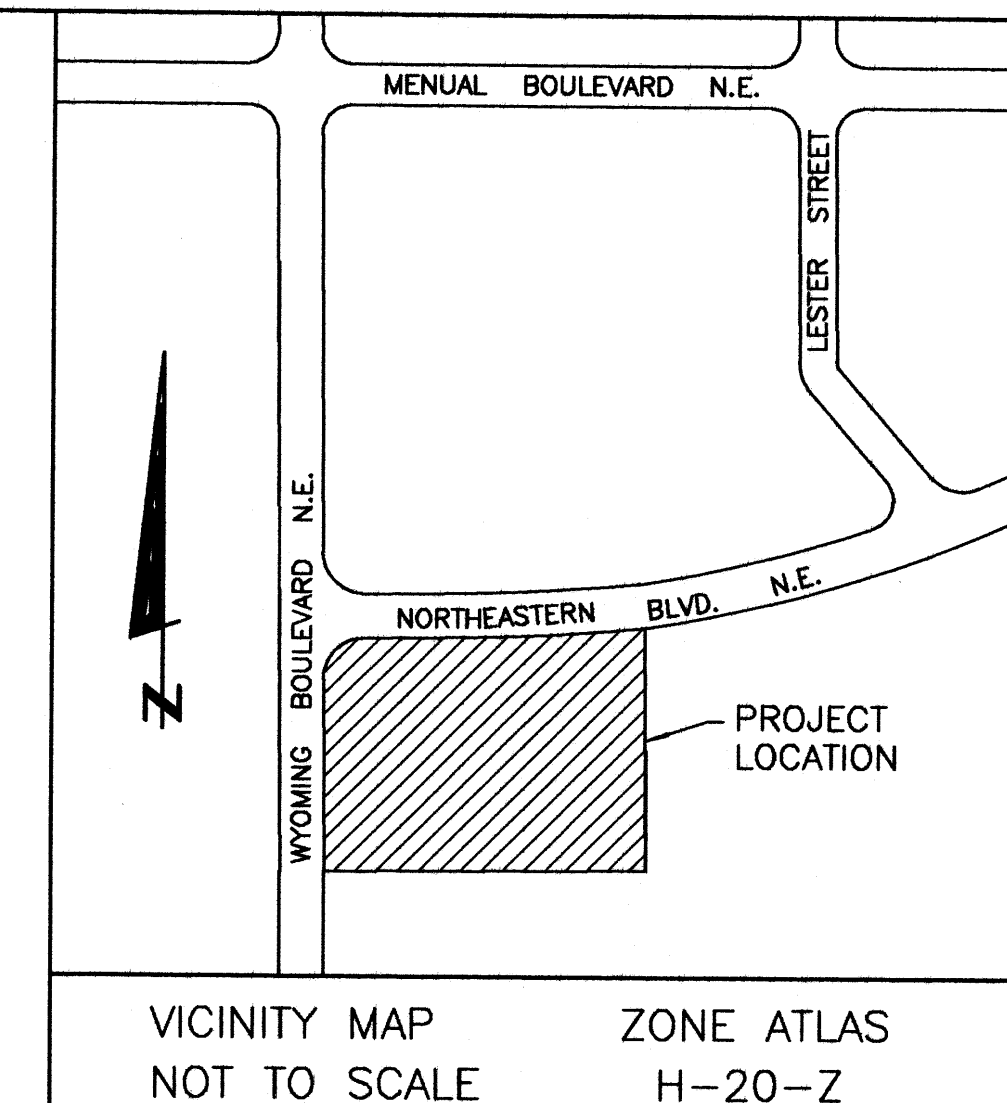 MENUAL BOULEVARD N.E.
LESTER STREET
WYOMING BOULEVARD N.E.
NORTHEASTERN BLVD. N.E.
N
PROJECT
LOCATION
VICINITY MAP
NOT TO SCALE
ZONE ATLAS
H-20-Z